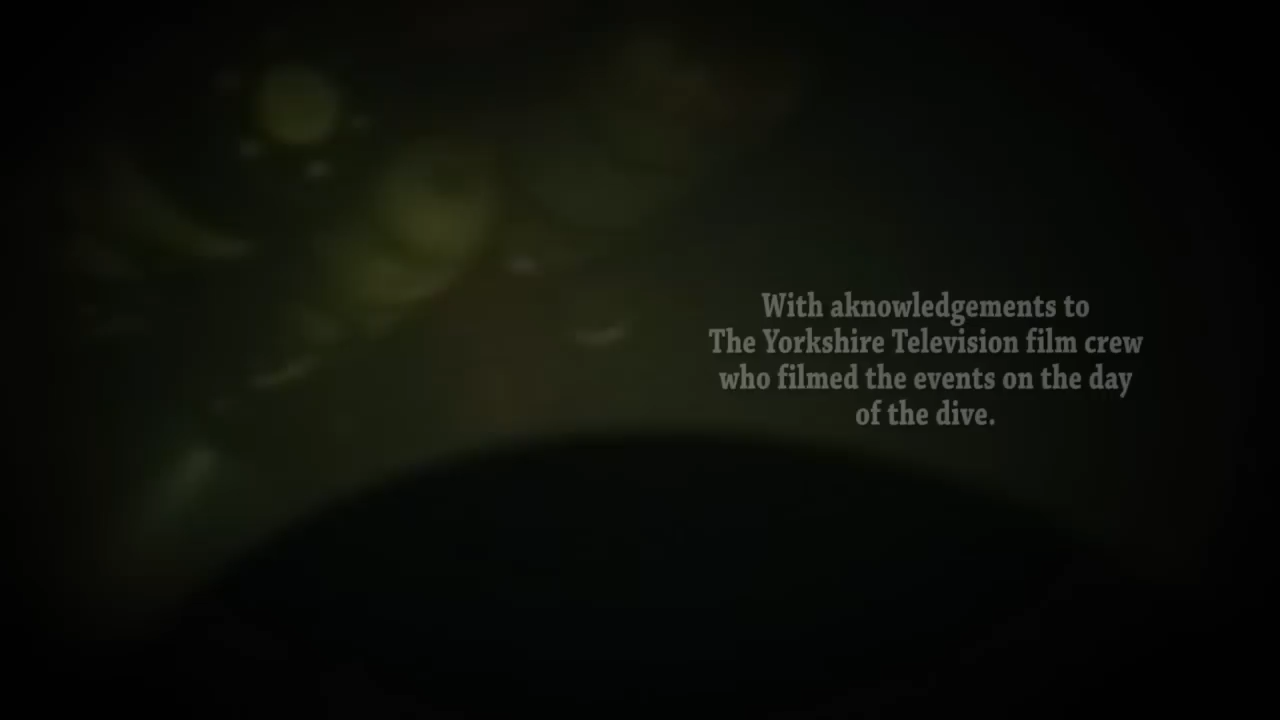 With aknowledgements to
The Yorkshire Television film crew
who filmed the events on the day
of the dive.